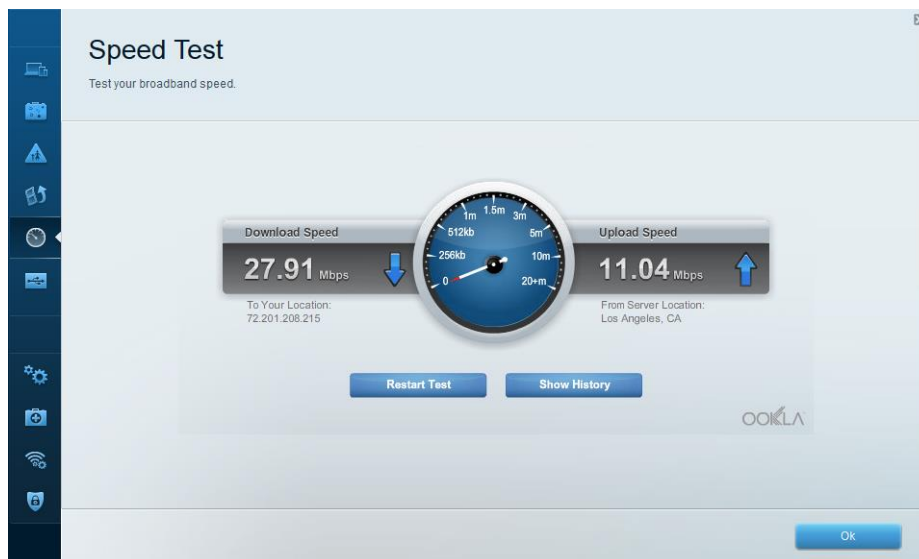 Speed Test
Test your broadband speed.
Download Speed
27.91 Mbps
To Your Location:
72.201.208.215
0
256kb
512kb
1m
1.5m
3m
5m
10m
20+m
Upload Speed
11.04 Mbps
From Server Location:
Los Angeles, CA
Restart Test
Show History
OOKLA
Ok